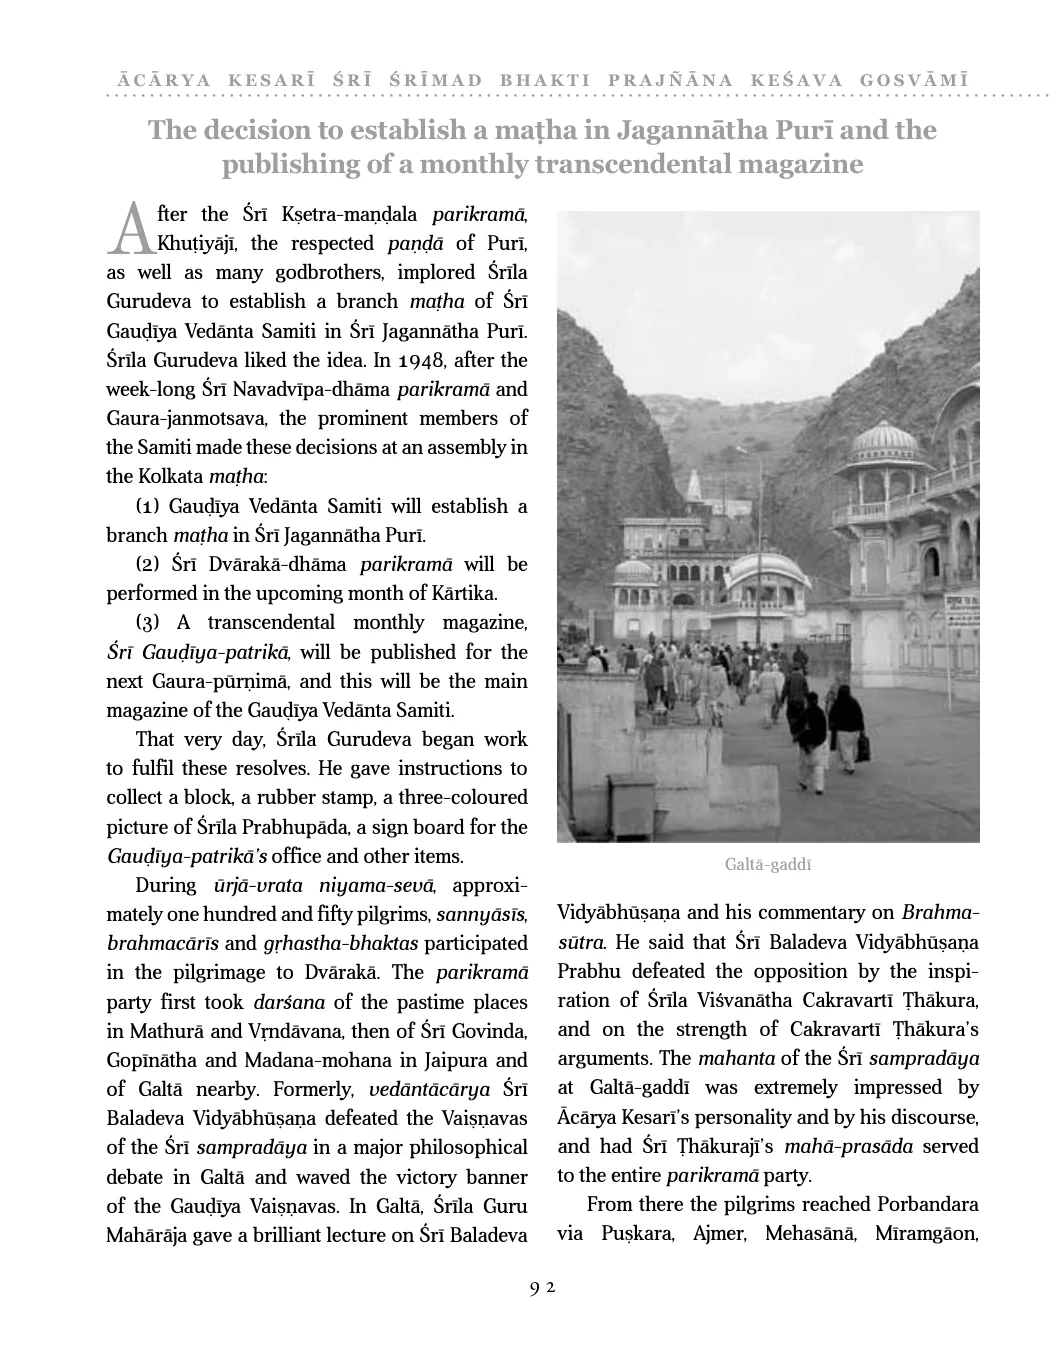 ĀCĀRYA KESARĪ ŚRĪ ŚRĪMAD BHAKTI PRAJÑĀNA KEŚAVA GOSVĀMĪ
The decision to establish a maṭha in Jagannātha Purī and the
publishing of a monthly transcendental magazine
After the Śrī Kṣetra-maṇḍala parikramā,
Khuṭiyājī, the respected paṇḍā of Purī,
as well as many godbrothers, implored Śrīla
Gurudeva to establish a branch maṭha of Śrī
Gauḍīya Vedānta Samiti in Śrī Jagannātha Purī.
Śrīla Gurudeva liked the idea. In 1948, after the
week-long Śrī Navadvīpa-dhāma parikramā and
Gaura-janmotsava, the prominent members of
the Samiti made these decisions at an assembly in
the Kolkata maṭha:
(1) Gauḍīya Vedānta Samiti will establish a
branch maṭha in Śrī Jagannātha Purī.
(2) Śrī Dvārakā-dhāma parikramā will be
performed in the upcoming month of Kārtika.
(3) A transcendental monthly magazine,
Śrī Gauḍīya-patrikā, will be published for the
next Gaura-pūrṇimā, and this will be the main
magazine of the Gauḍīya Vedānta Samiti.
That very day, Śrīla Gurudeva began work
to fulfil these resolves. He gave instructions to
collect a block, a rubber stamp, a three-coloured
picture of Śrīla Prabhupāda, a sign board for the
Gauḍīya-patrikā's office and other items.
During ūrjā-vrata niyama-sevā, approxi-
mately one hundred and fifty pilgrims, sannyāsīs,
brahmacārīs and gṛhastha-bhaktas participated
in the pilgrimage to Dvārakā. The parikramā
party first took darśana of the pastime places
in Mathurā and Vṛndāvana, then of Śrī Govinda,
Gopīnātha and Madana-mohana in Jaipura and
of Galtā nearby. Formerly, vedāntācārya Śrī
Baladeva Vidyābhūṣaṇa defeated the Vaiṣṇavas
of the Śrī sampradāya in a major philosophical
debate in Galtā and waved the victory banner
of the Gauḍīya Vaiṣṇavas. In Galtā, Śrīla Guru
Mahārāja gave a brilliant lecture on Śrī Baladeva
Galtā-gaddī
Vidyābhūṣaṇa and his commentary on Brahma-
sūtra. He said that Śrī Baladeva Vidyābhūṣaṇa
Prabhu defeated the opposition by the inspi-
ration of Śrīla Viśvanātha Cakravartī Ṭhākura,
and on the strength of Cakravartī Ṭhākura's
arguments. The mahanta of the Śrī sampradāya
at Galtā-gaddī was extremely impressed by
Ācārya Kesarī's personality and by his discourse,
and had Śrī Ṭhākurajī's mahā-prasāda served
to the entire parikramā party.
From there the pilgrims reached Porbandara
via Puṣkara, Ajmer, Mehasānā, Mīramgāon,
92